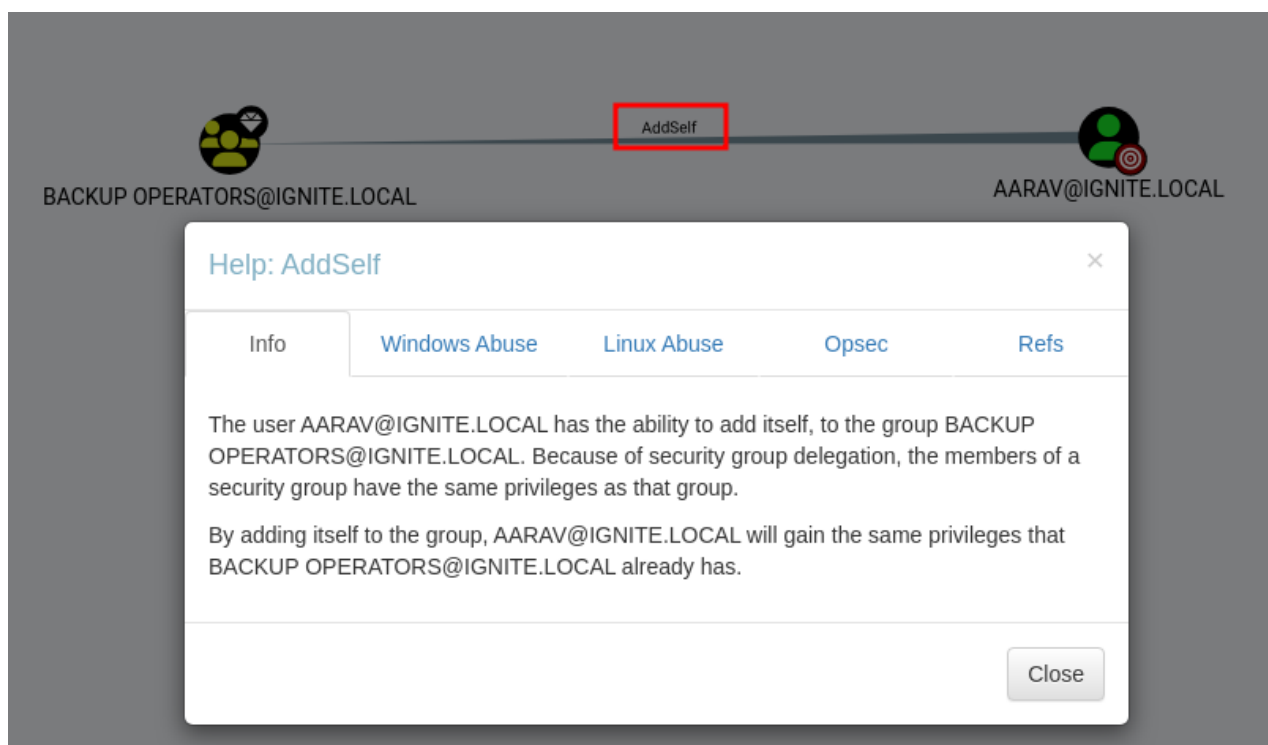 AddSelf
BACKUP OPERATORS@IGNITE.LOCAL
AARAV@IGNITE.LOCAL
Help: AddSelf
×
Info
Windows Abuse
Linux Abuse
Opsec
Refs
The user AARAV@IGNITE.LOCAL has the ability to add itself, to the group BACKUP
OPERATORS@IGNITE.LOCAL. Because of security group delegation, the members of a
security group have the same privileges as that group.
By adding itself to the group, AARAV@IGNITE.LOCAL will gain the same privileges that
BACKUP OPERATORS@IGNITE.LOCAL already has.
Close